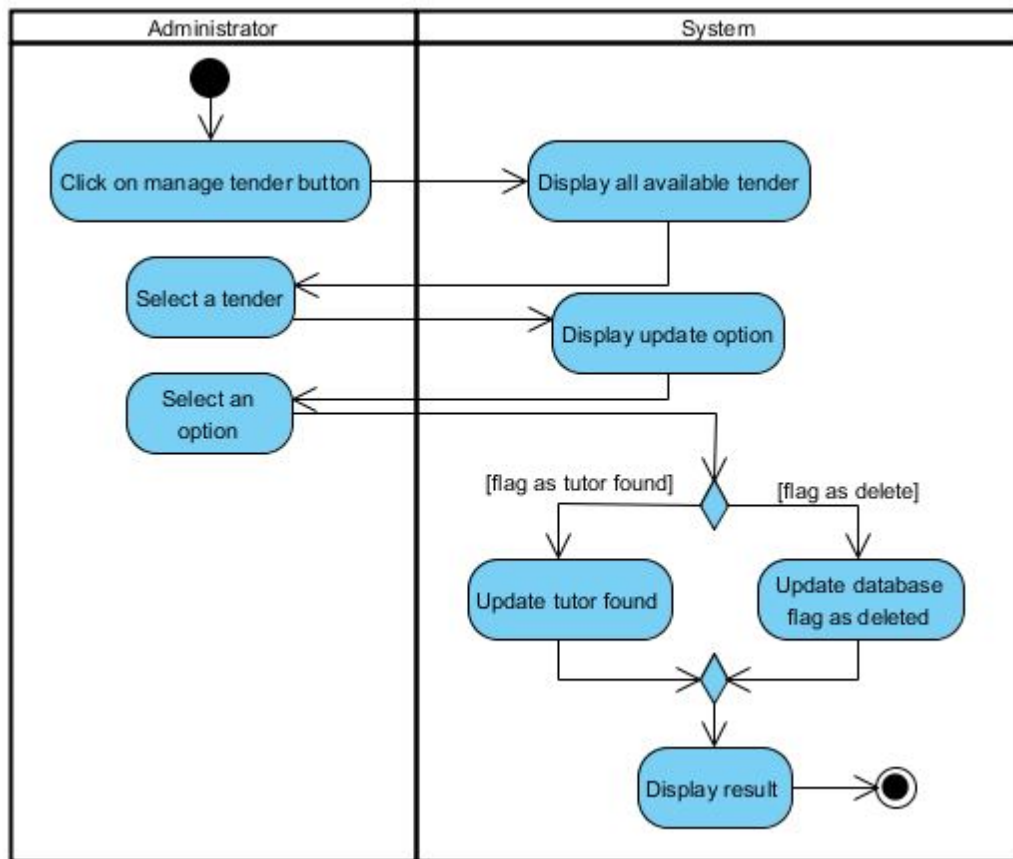 Administrator
System
Click on manage tender button
Display all available tender
Select a tender
Display update option
Select an
option
[flag as tutor found]
[flag as delete]
Update tutor found
Update database
flag as deleted
Display result